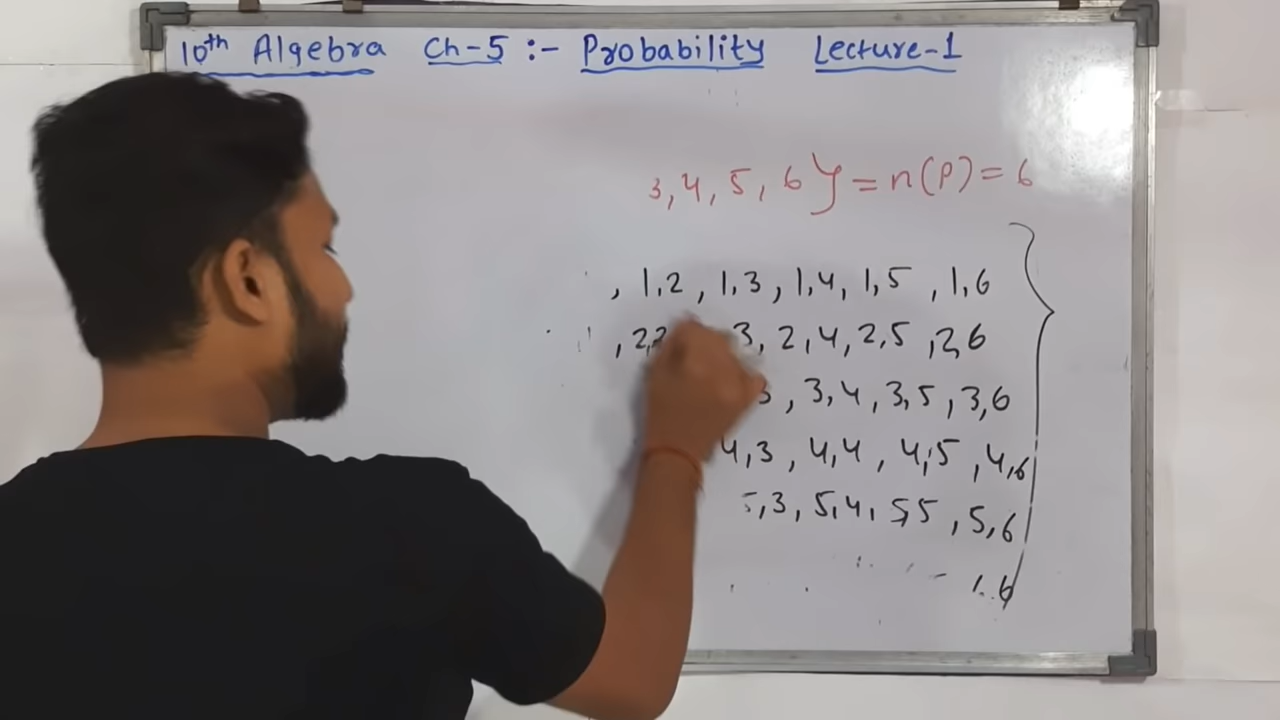 10th Algebra Ch-5 :- Probability Lecture-1
3, 4, 5, 6} = n(P) = 6
, 1,2, 1,3, 1,4, 1,5, 1,6
, 2,2 3, 2,4, 2,5, 2,6
3, 3,4, 3,5, 3,6
4,3, 4,4, 4,5, 4,6
5,3, 5,4, 5,5, 5,6
6